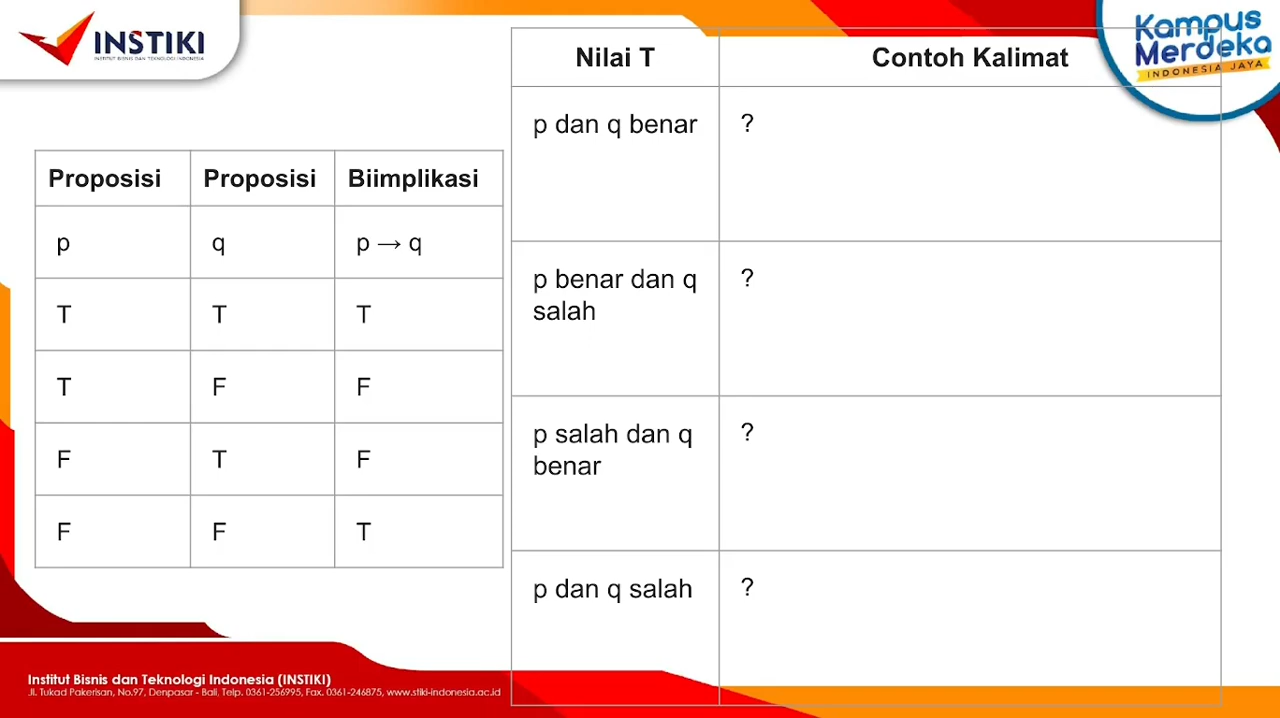 INSTIKI
INSTITUT BISNIS DAN TEKNOLOGI INDONESIA
Kampus
Merdeka
INDONESIA JAYA
Proposisi Proposisi Biimplikasi
p q p → q
T T T
T F F
F T F
F F T
Nilai T Contoh Kalimat
p dan q benar ?
p benar dan q ?
salah
p salah dan q ?
benar
p dan q salah ?
Institut Bisnis dan Teknologi Indonesia (INSTIKI)
Jl. Tukad Pakerisan, No.97, Denpasar - Bali, Telp. 0361-256995, Fax. 0361-246875, www.stiki-indonesia.ac.id